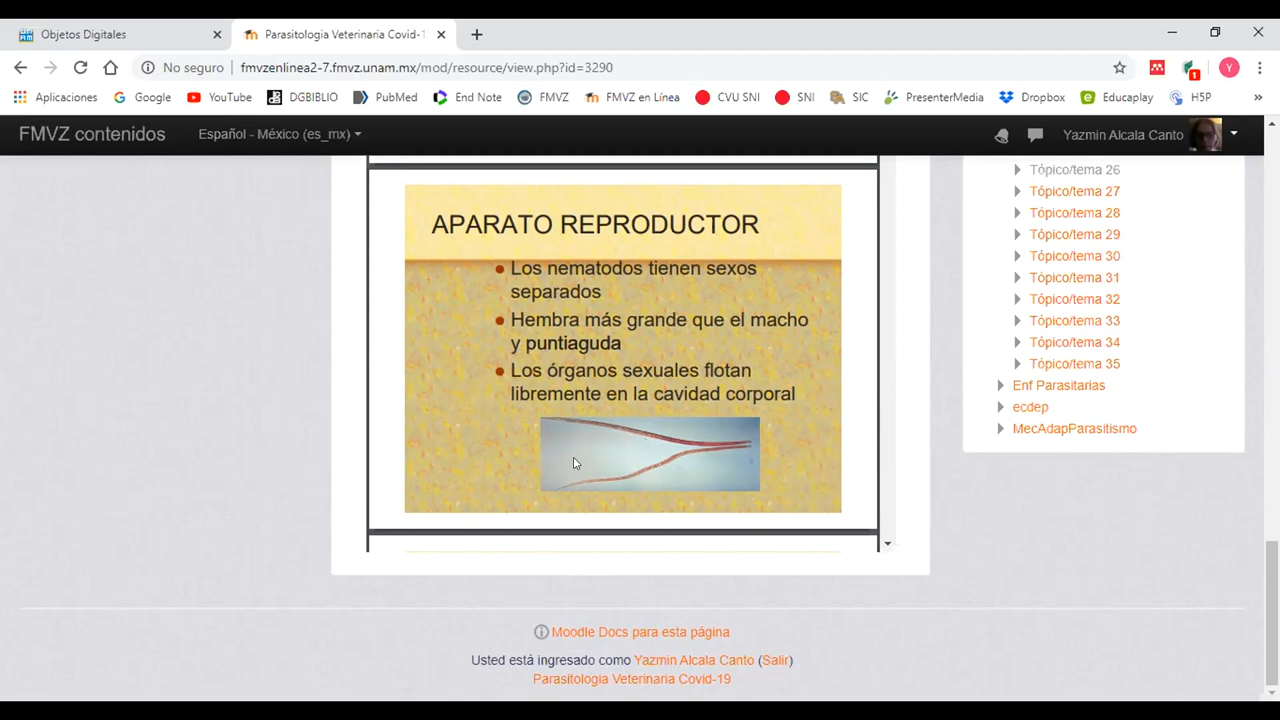 Objetos Digitales
Parasitologia Veterinaria Covid-1
No seguro
fmvzenlinea2-7.fmvz.unam.mx/mod/resource/view.php?id=3290
1
Y
Aplicaciones
Google
YouTube
DGBIBLIO
PubMed
End Note
FMVZ
FMVZ en Línea
CVU SNI
SNI
SIC
PresenterMedia
Dropbox
Educaplay
H5P
»
FMVZ contenidos
Español - México (es_mx)
Yazmin Alcala Canto
APARATO REPRODUCTOR
• Los nematodos tienen sexos
separados
• Hembra más grande que el macho
y puntiaguda
• Los órganos sexuales flotan
libremente en la cavidad corporal
Tópico/tema 26
Tópico/tema 27
Tópico/tema 28
Tópico/tema 29
Tópico/tema 30
Tópico/tema 31
Tópico/tema 32
Tópico/tema 33
Tópico/tema 34
Tópico/tema 35
Enf Parasitarias
ecdep
MecAdapParasitismo
Moodle Docs para esta página
Usted está ingresado como Yazmin Alcala Canto (Salir)
Parasitologia Veterinaria Covid-19